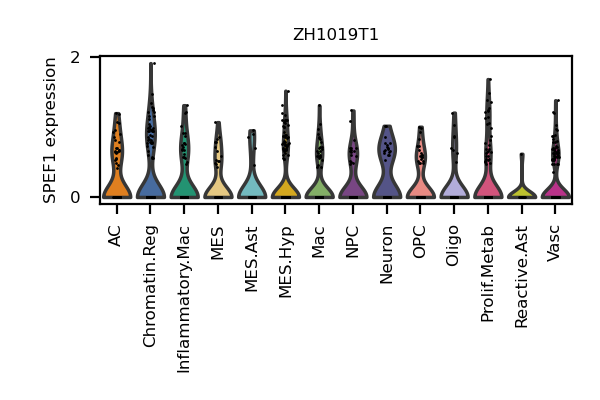 ZH1019T1
SPEF1 expression
2
0
AC
Chromatin.Reg
Inflammatory.Mac
MES
MES.Ast
MES.Hyp
Mac
NPC
Neuron
OPC
Oligo
Prolif.Metab
Reactive.Ast
Vasc